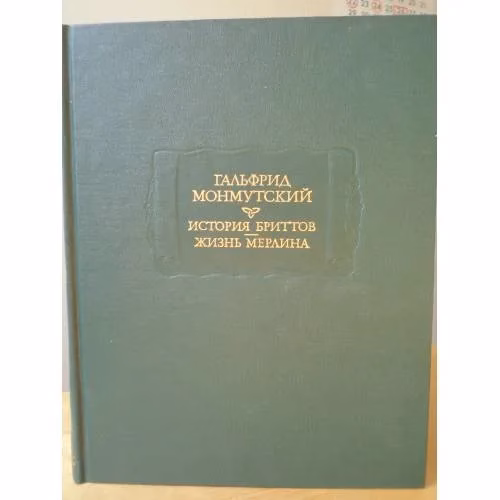 ГАЛЬФРИД
МОНМУТСКИЙ
ИСТОРИЯ БРИТТОВ
ЖИЗНЬ МЕРЛИНА